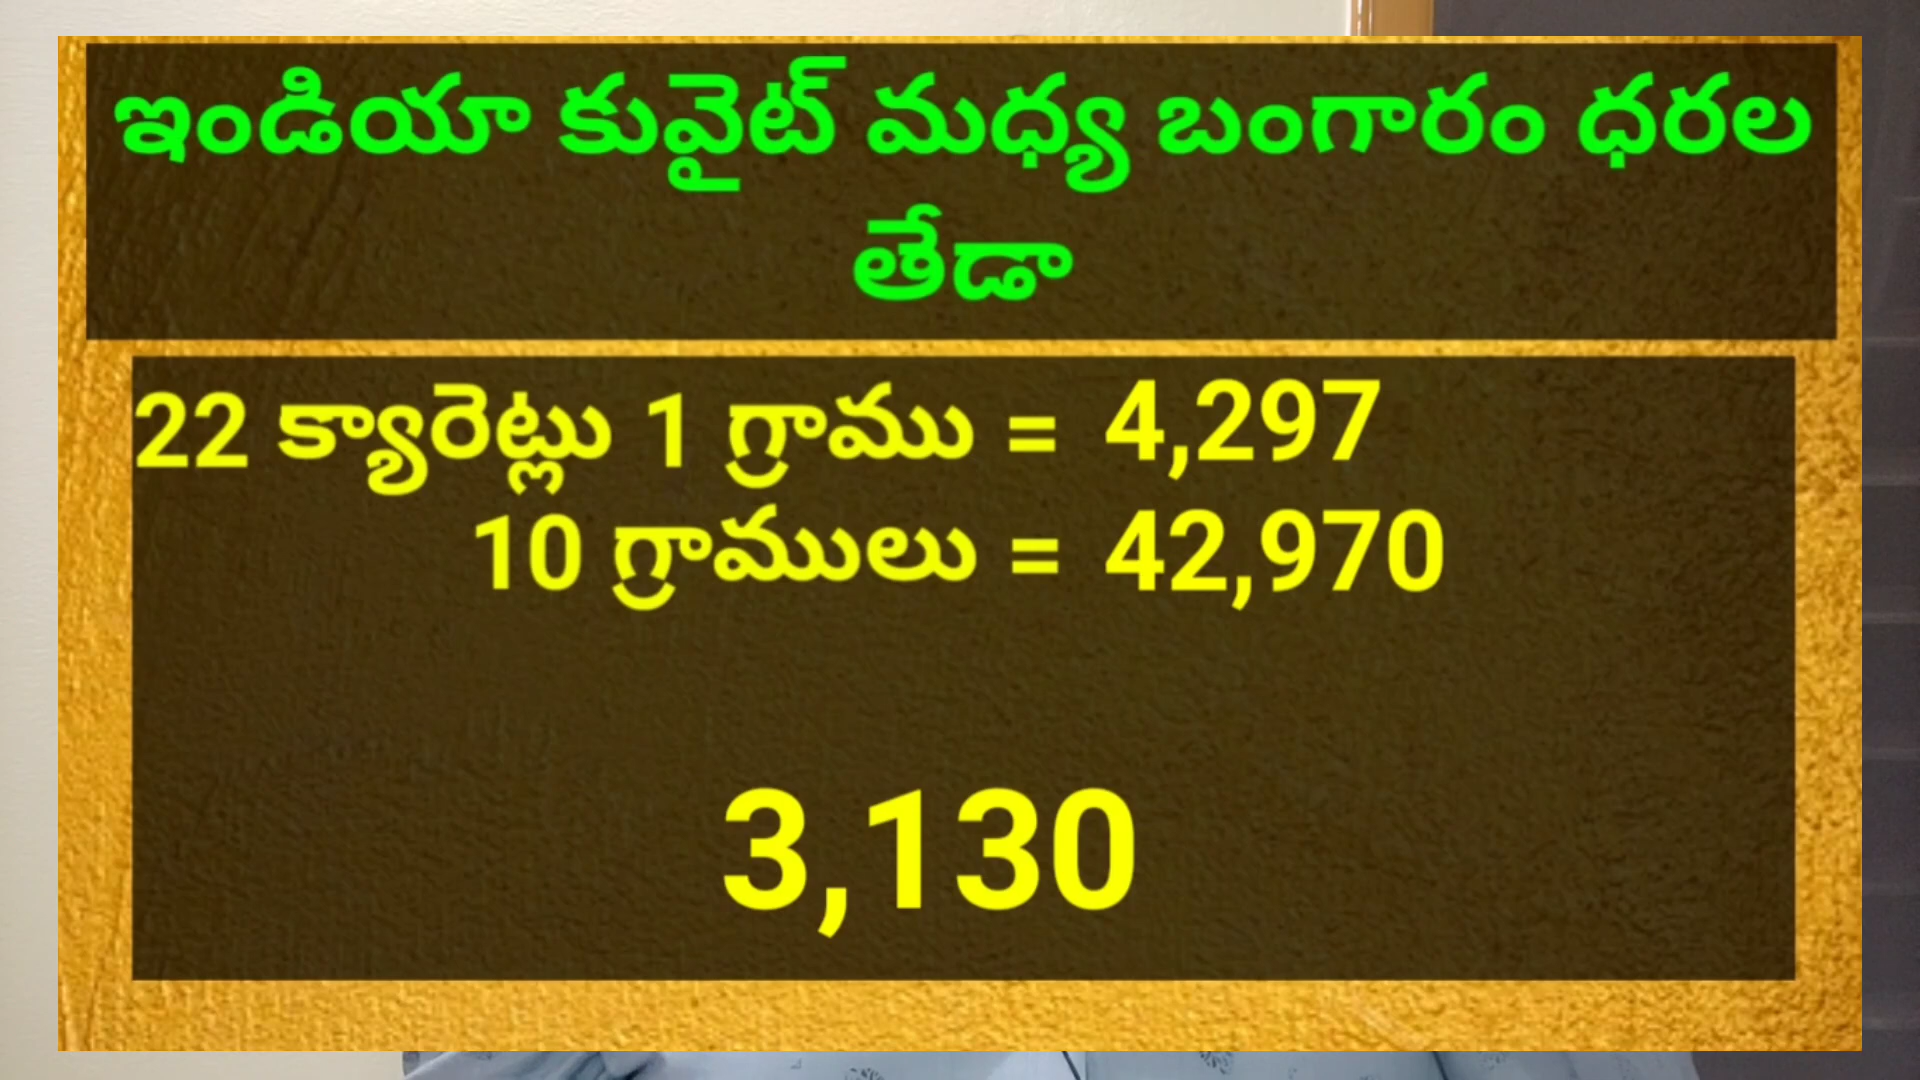 ఇండియా కువైట్ మధ్య బంగారం ధరల
తేడా
22 క్యారెట్లు 1 గ్రాము = 4,297
10 గ్రాములు = 42,970
3,130